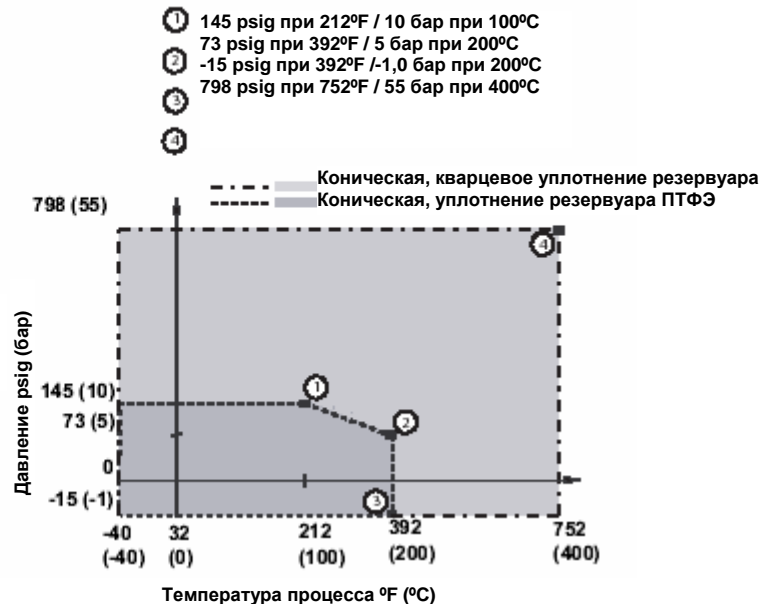 ① 145 psig при 212ºF / 10 бар при 100ºC
73 psig при 392ºF / 5 бар при 200ºC
② -15 psig при 392ºF /-1,0 бар при 200ºC
③ 798 psig при 752ºF / 55 бар при 400ºC
④
Коническая, кварцевое уплотнение резервуара
Коническая, уплотнение резервуара ПТФЭ
798 (55)
④
Давление psig (бар)
145 (10)
①
73 (5)
②
0
-15 (-1)
③
-40 32 212 392 752
(-40) (0) (100) (200) (400)
Температура процесса ºF (ºC)